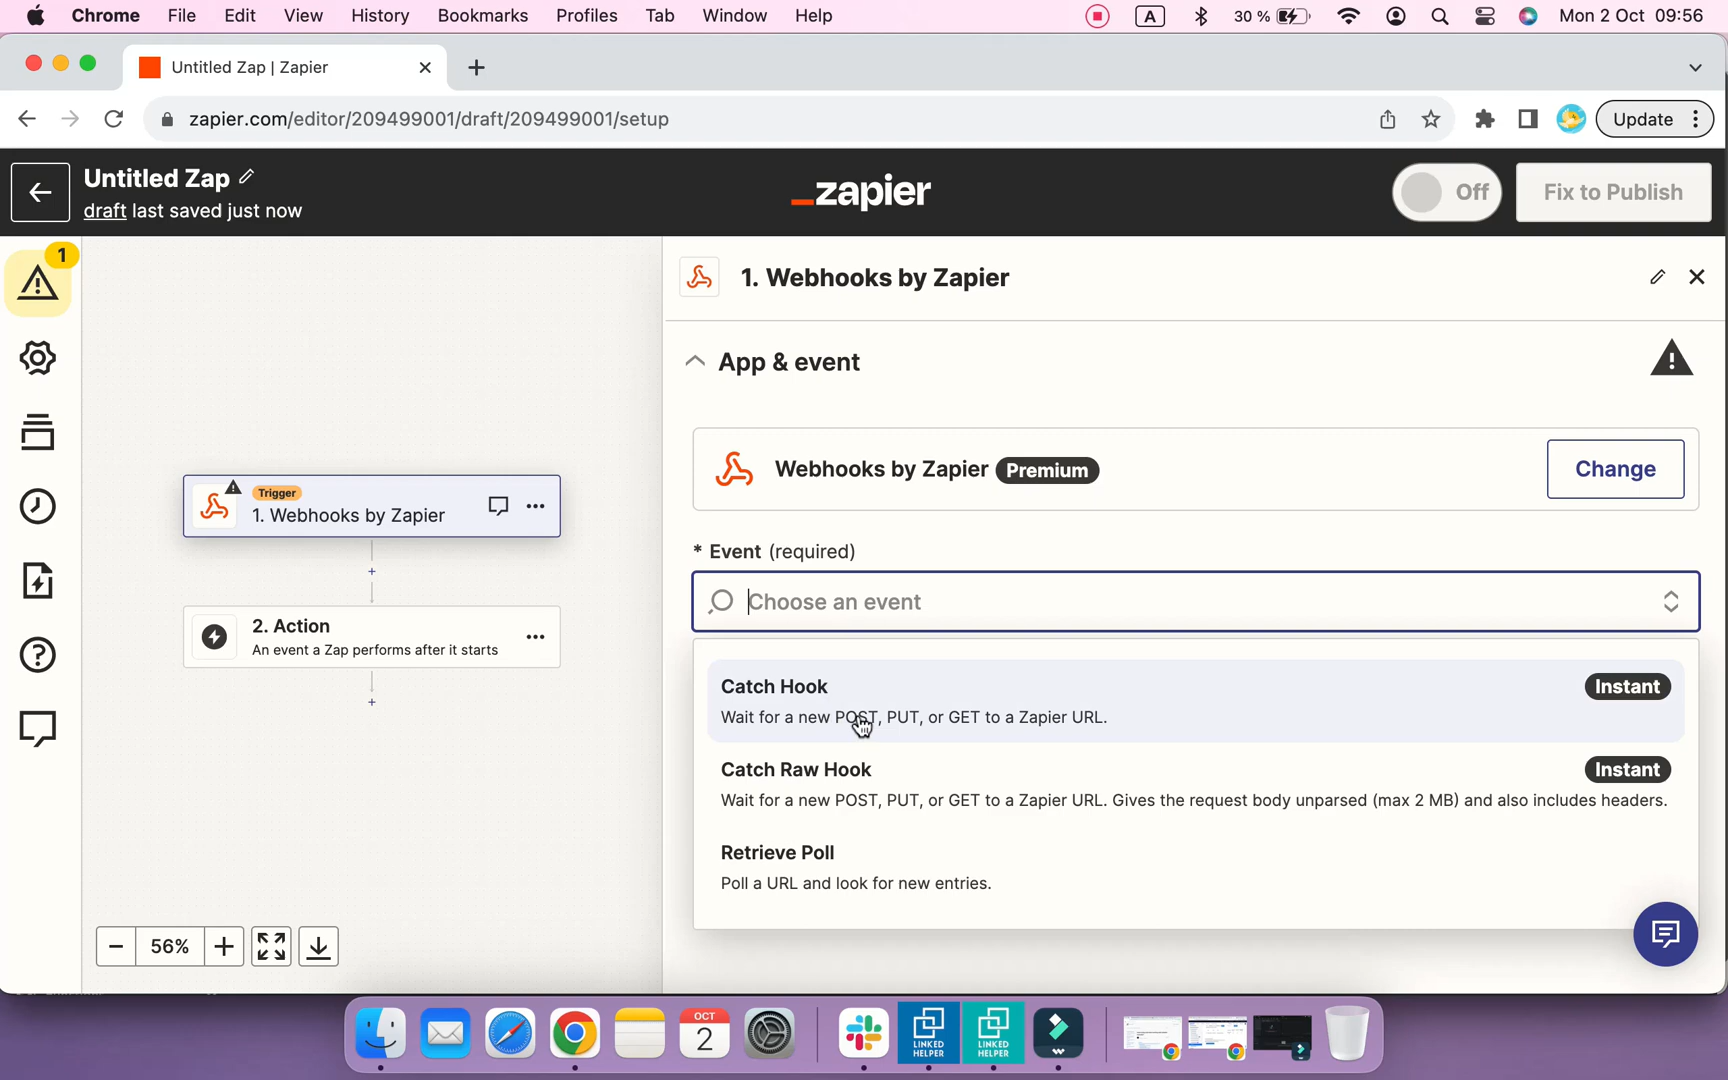 Chrome File Edit View History Bookmarks Profiles Tab Window Help A 30 % Mon 2 Oct 09:56
Untitled Zap | Zapier
zapier.com/editor/209499001/draft/209499001/setup Update
Untitled Zap
draft last saved just now
zapier
Off
Fix to Publish
1
1. Webhooks by Zapier
App & event
Webhooks by Zapier Premium Change
* Event (required)
Choose an event
Catch Hook Instant
Wait for a new POST, PUT, or GET to a Zapier URL.
Catch Raw Hook Instant
Wait for a new POST, PUT, or GET to a Zapier URL. Gives the request body unparsed (max 2 MB) and also includes headers.
Retrieve Poll
Poll a URL and look for new entries.
Trigger
1. Webhooks by Zapier
2. Action
An event a Zap performs after it starts
56%
OCT
2
LINKED
HELPER
LINKED
HELPER